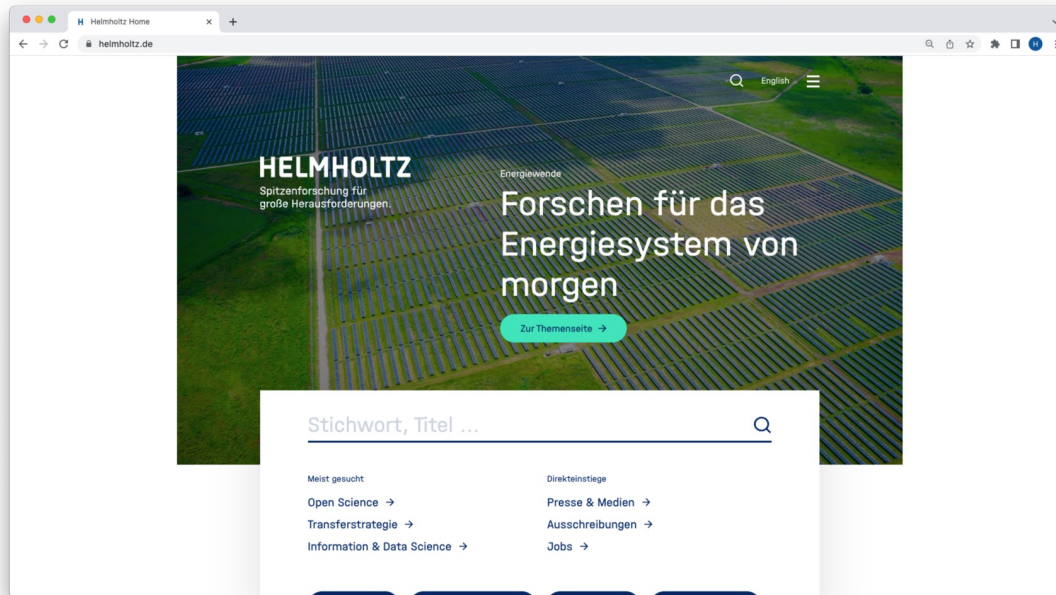 Helmholtz Home
helmholtz.de
English
HELMHOLTZ
Spitzenforschung für
große Herausforderungen.
Energiewende
Forschen für das
Energiesystem von
morgen
Zur Themenseite →
Stichwort, Titel ...
Meist gesucht
Open Science →
Transferstrategie →
Information & Data Science →
Direkteinstiege
Presse & Medien →
Ausschreibungen →
Jobs →